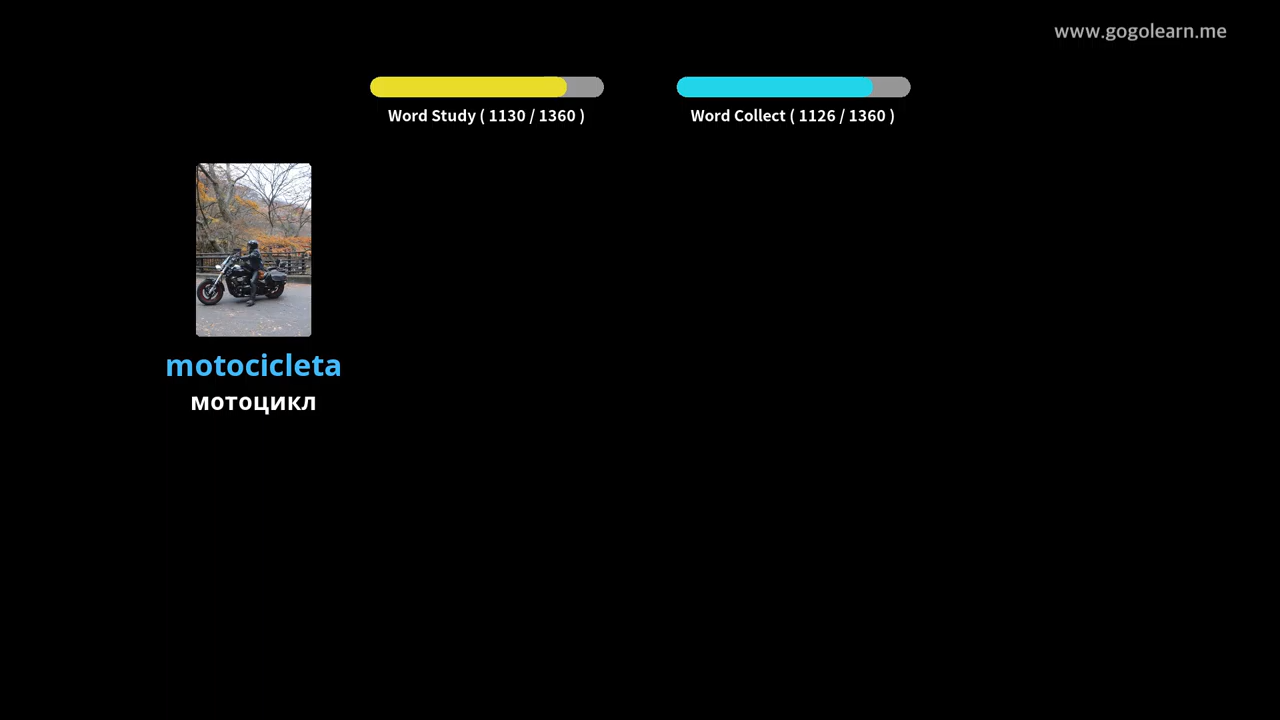 www.gogolearn.me
Word Study ( 1130 / 1360 )
Word Collect ( 1126 / 1360 )
motocicleta
мотоцикл